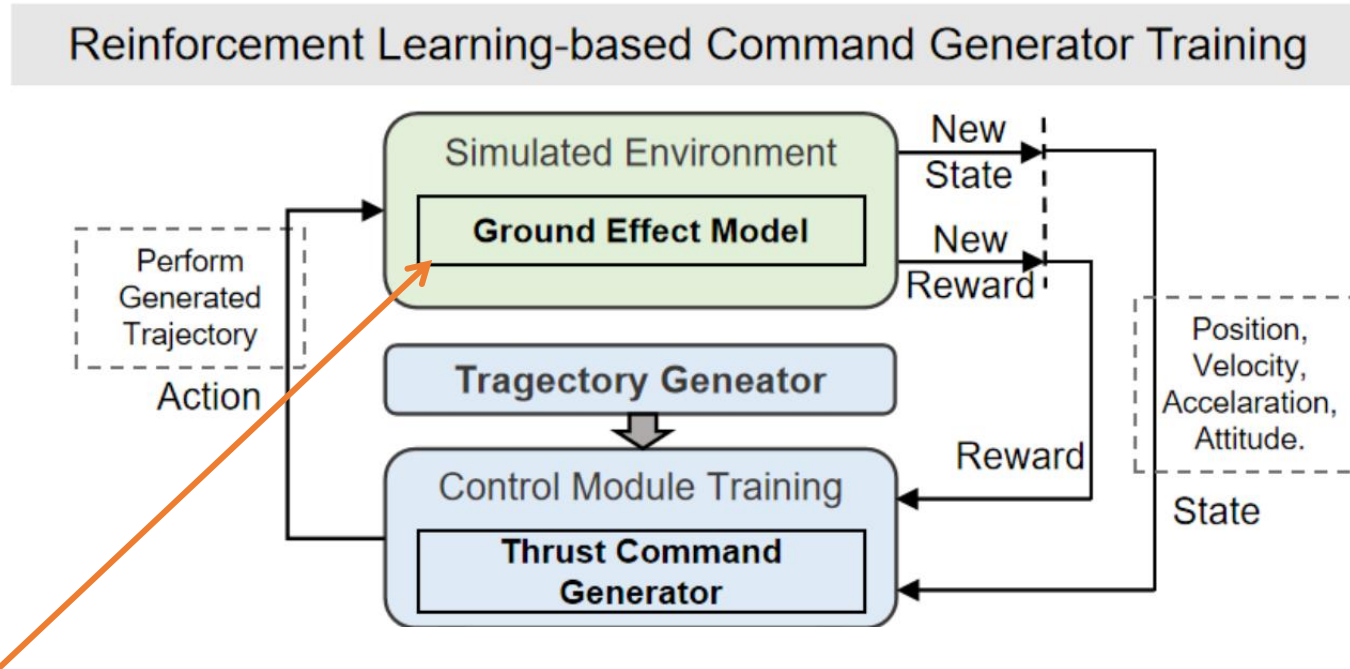 Reinforcement Learning-based Command Generator Training
Simulated Environment
Ground Effect Model
New
State
New
Reward
Perform
Generated
Trajectory
Action
Tragectory Geneator
Position,
Velocity,
Accelaration,
Attitude.
Reward
State
Control Module Training
Thrust Command
Generator